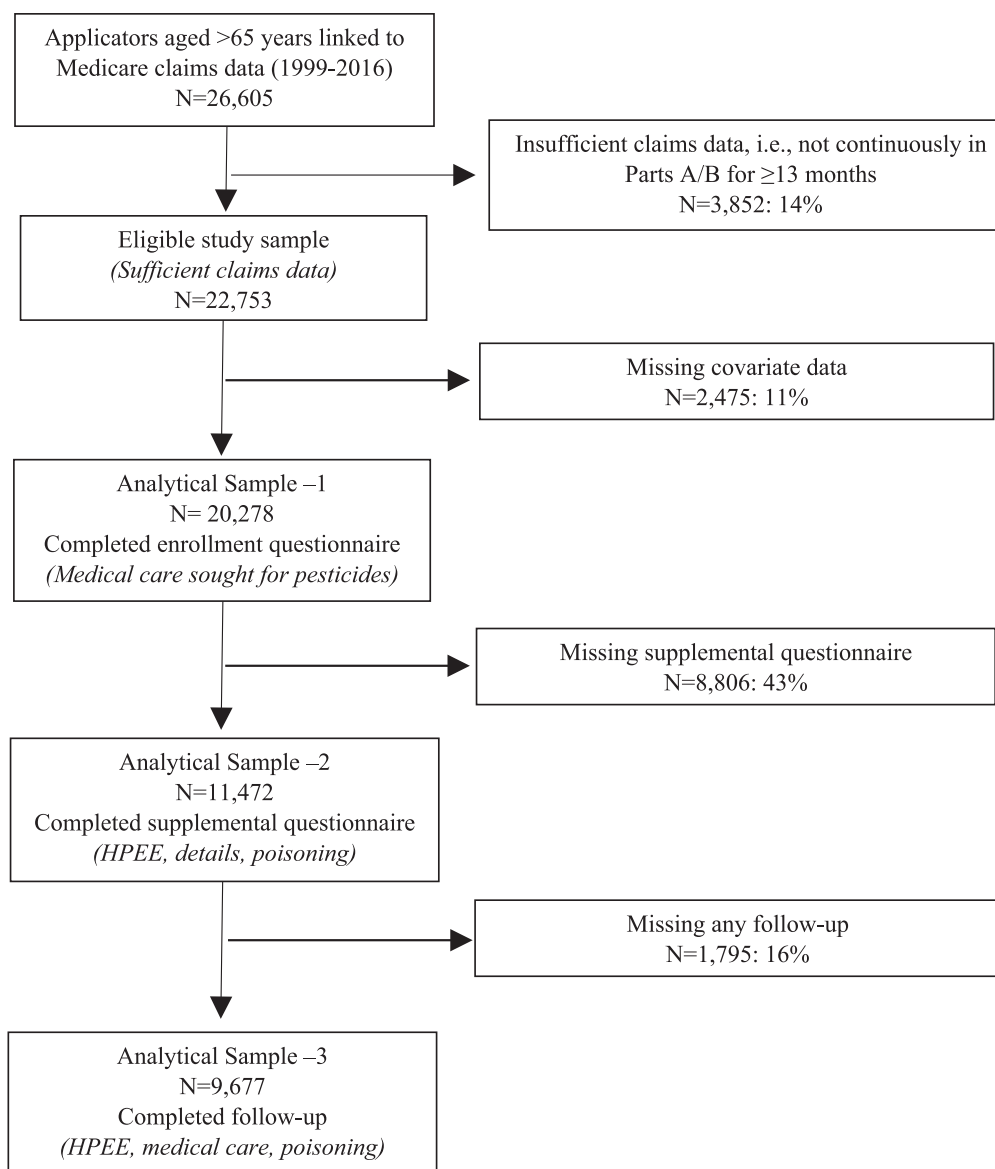 Applicators aged >65 years linked to
Medicare claims data (1999-2016)
N=26,605
Insufficient claims data, i.e., not continuously in
Parts A/B for ≥13 months
N=3,852: 14%
Eligible study sample
(Sufficient claims data)
N=22,753
Missing covariate data
N=2,475: 11%
Analytical Sample –1
N= 20,278
Completed enrollment questionnaire
(Medical care sought for pesticides)
Missing supplemental questionnaire
N=8,806: 43%
Analytical Sample –2
N=11,472
Completed supplemental questionnaire
(HPEE, details, poisoning)
Missing any follow-up
N=1,795: 16%
Analytical Sample –3
N=9,677
Completed follow-up
(HPEE, medical care, poisoning)